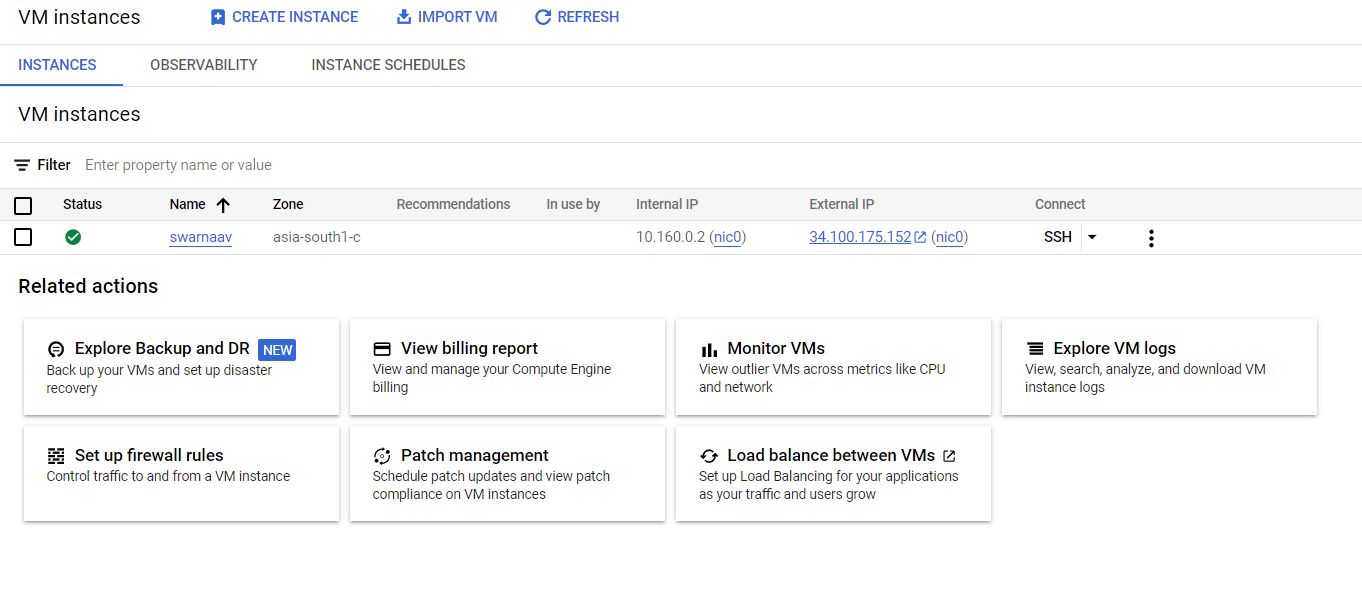 VM instances CREATE INSTANCE IMPORT VM REFRESH
INSTANCES OBSERVABILITY INSTANCE SCHEDULES
VM instances
Filter Enter property name or value
Status Name Zone Recommendations In use by Internal IP External IP Connect
swarnaav asia-south1-c 10.160.0.2 (nic0) 34.100.175.152 (nic0) SSH
Related actions
Explore Backup and DR NEW
Back up your VMs and set up disaster
recovery
View billing report
View and manage your Compute Engine
billing
Monitor VMs
View outlier VMs across metrics like CPU
and network
Explore VM logs
View, search, analyze, and download VM
instance logs
Set up firewall rules
Control traffic to and from a VM instance
Patch management
Schedule patch updates and view patch
compliance on VM instances
Load balance between VMs
Set up Load Balancing for your applications
as your traffic and users grow